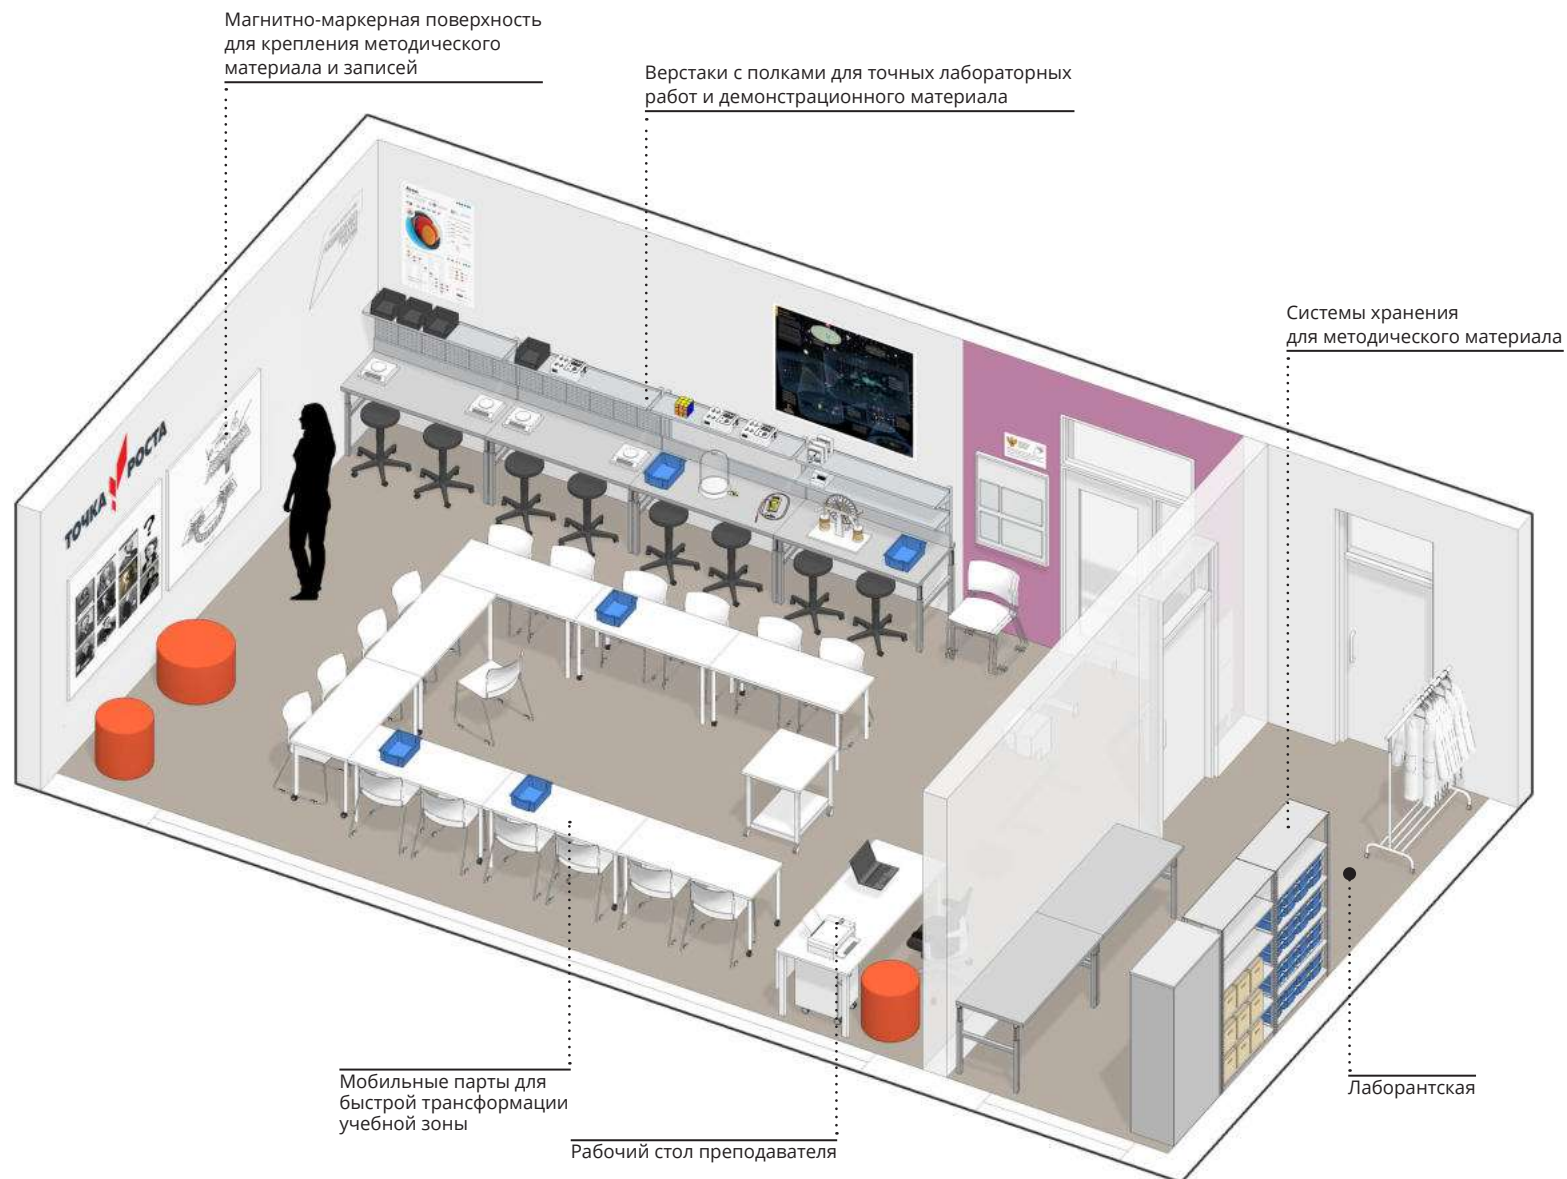 Магнитно-маркерная поверхность
для крепления методического
материала и записей
Верстаки с полками для точных лабораторных
работ и демонстрационного материала
Системы хранения
для методического материала
ТОЧКА РОСТА
?
Мобильные парты для
быстрой трансформации
учебной зоны
Рабочий стол преподавателя
Лаборантская